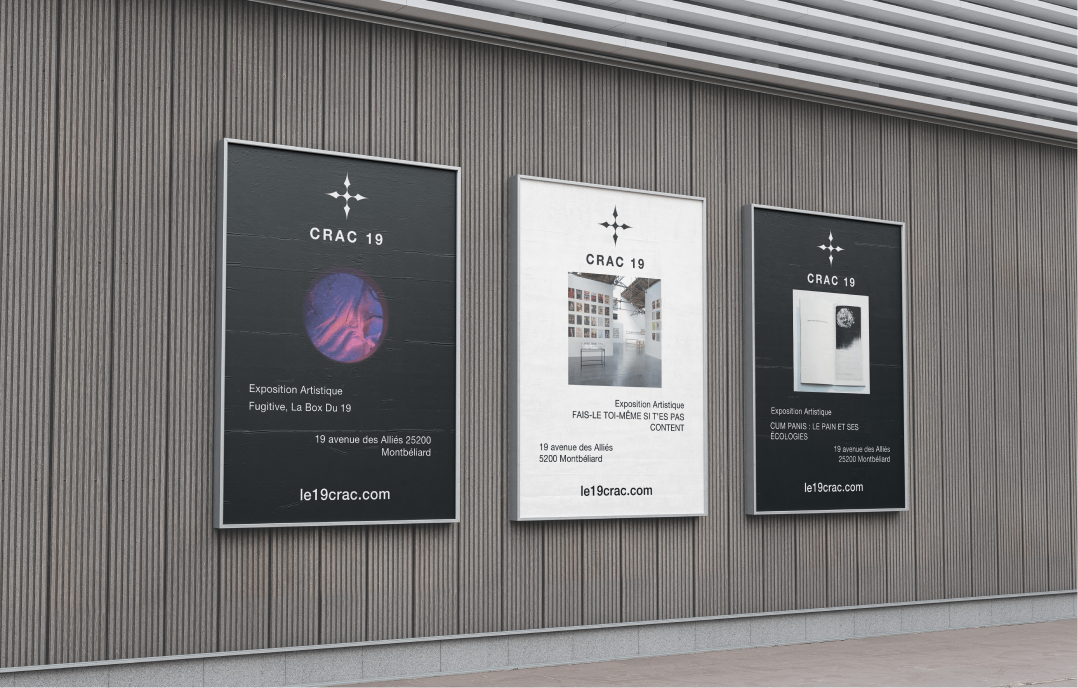 CRAC 19
Exposition Artistique
Fugitive, La Box Du 19
19 avenue des Alliés 25200
Montbéliard
le19crac.com
CRAC 19
Exposition Artistique
FAIS-LE TOI-MÊME SI T'ES PAS
CONTENT
19 avenue des Alliés
5200 Montbéliard
le19crac.com
CRAC 19
Exposition Artistique
CUM PANIS : LE PAIN ET SES
ÉCOLOGIES
19 avenue des Alliés
25200 Montbéliard
le19crac.com